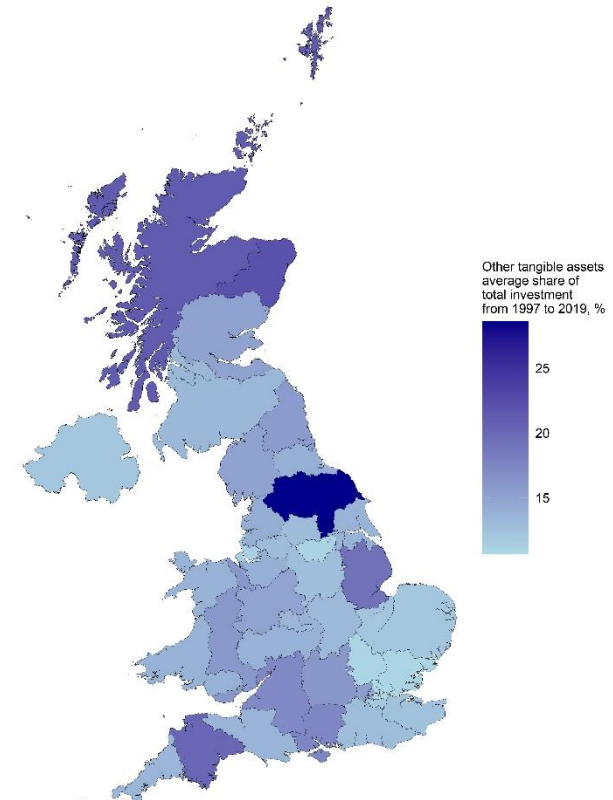 Other tangible assets
average share of
total investment
from 1997 to 2019, %
25
20
15